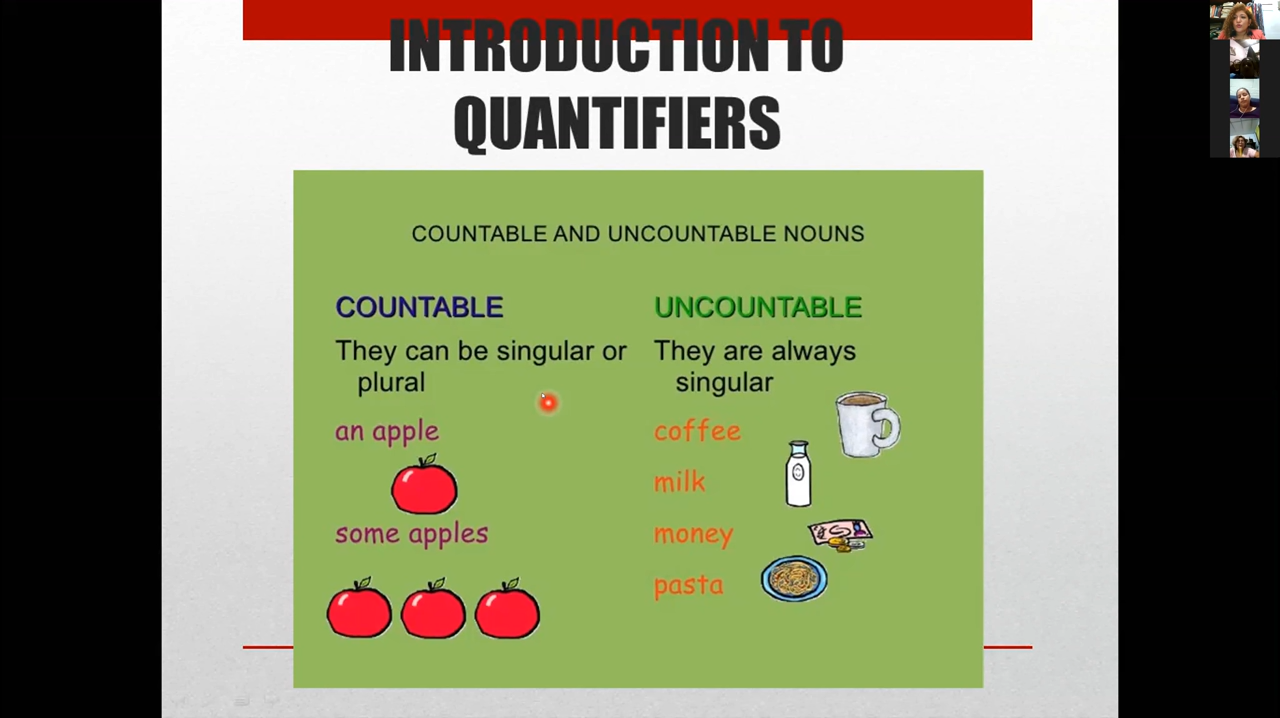 INTRODUCTION TO
QUANTIFIERS
COUNTABLE AND UNCOUNTABLE NOUNS
COUNTABLE
They can be singular or
plural
an apple
some apples
UNCOUNTABLE
They are always
singular
coffee
milk
money
pasta